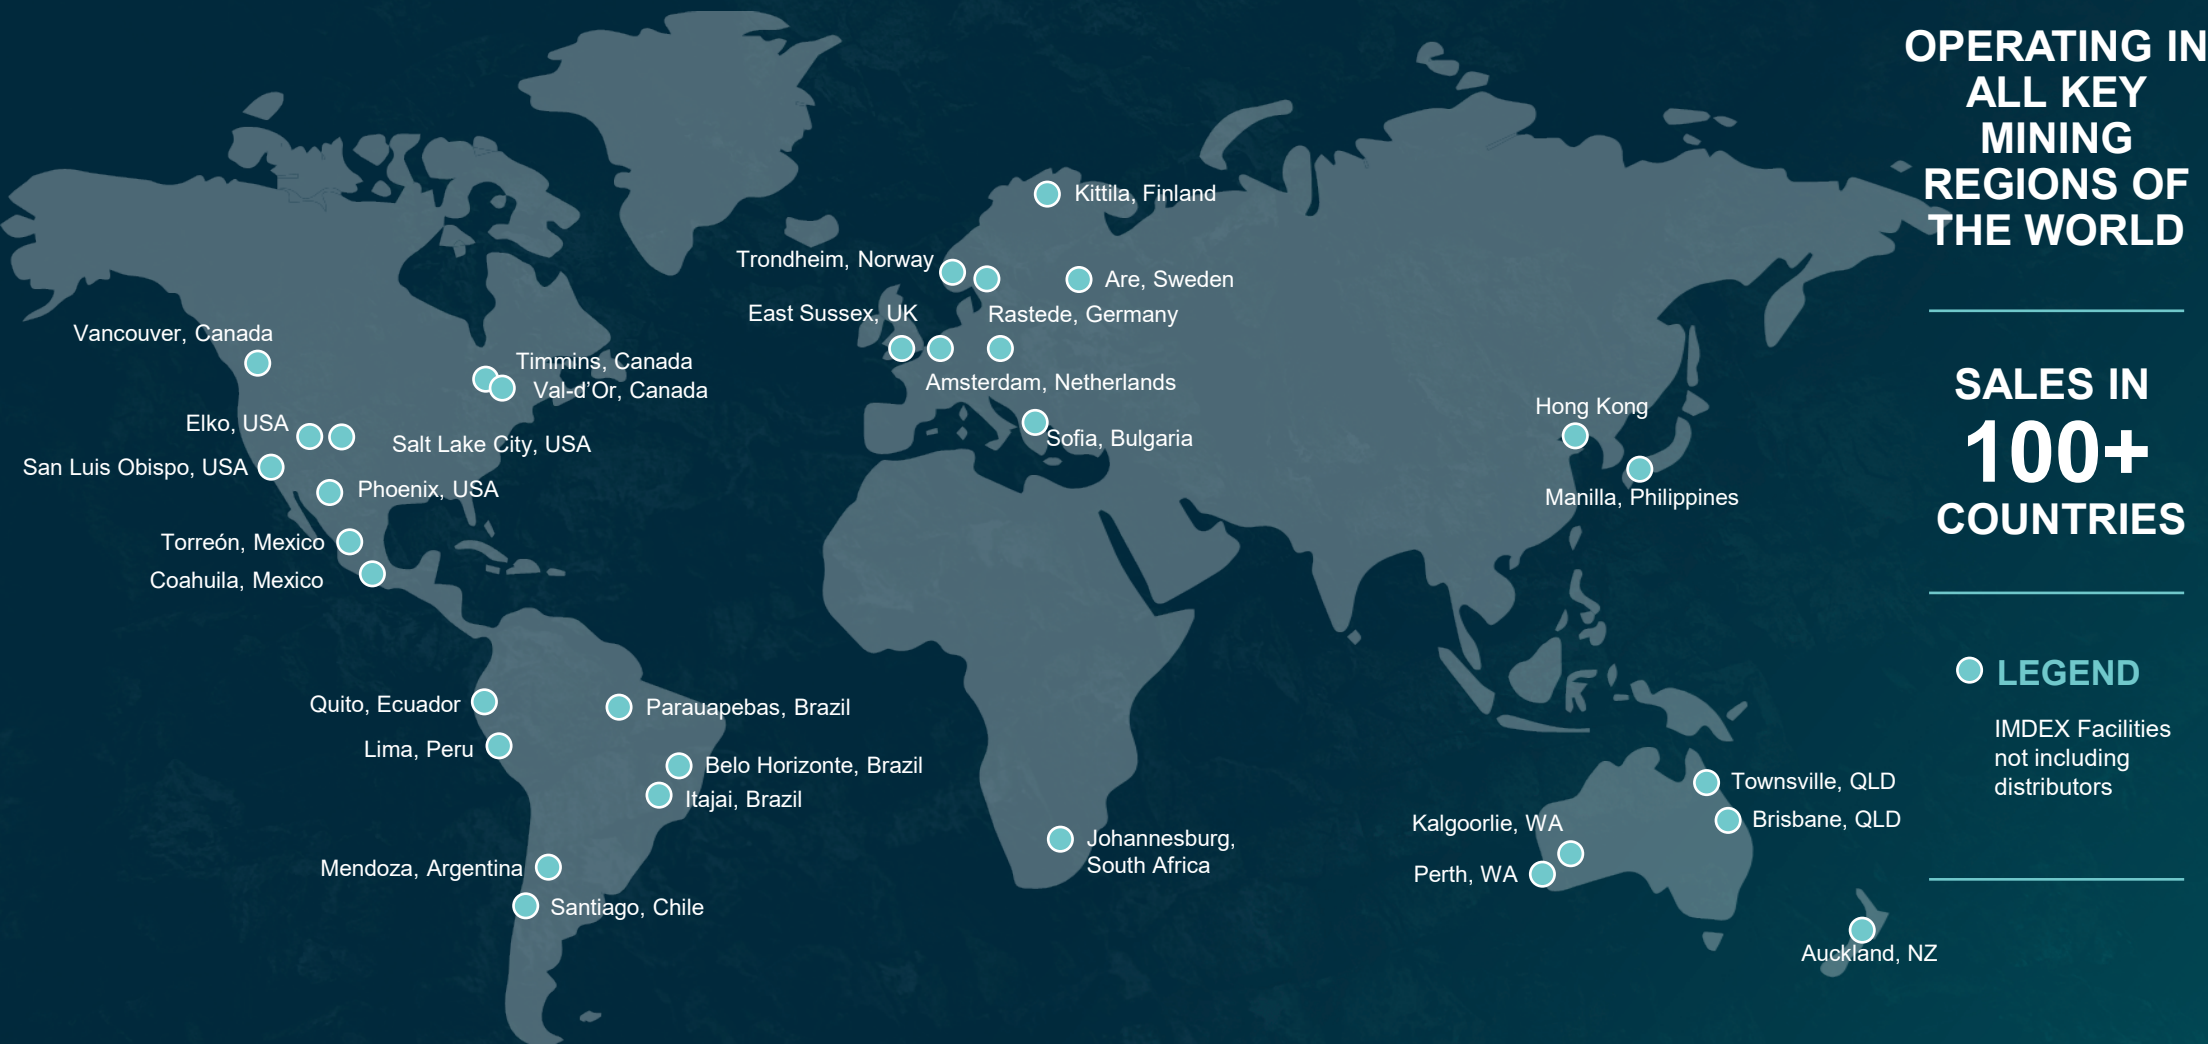 OPERATING IN
ALL KEY
MINING
REGIONS OF
THE WORLD
SALES IN
100+
COUNTRIES
LEGEND
IMDEX Facilities
not including
distributors
Kittila, Finland
Trondheim, Norway
Are, Sweden
East Sussex, UK
Rastede, Germany
Amsterdam, Netherlands
Sofia, Bulgaria
Vancouver, Canada
Timmins, Canada
Val-d’Or, Canada
Elko, USA
Salt Lake City, USA
San Luis Obispo, USA
Phoenix, USA
Torreón, Mexico
Coahuila, Mexico
Hong Kong
Manilla, Philippines
Quito, Ecuador
Parauapebas, Brazil
Lima, Peru
Belo Horizonte, Brazil
Itajai, Brazil
Mendoza, Argentina
Santiago, Chile
Johannesburg,
South Africa
Townsville, QLD
Brisbane, QLD
Kalgoorlie, WA
Perth, WA
Auckland, NZ